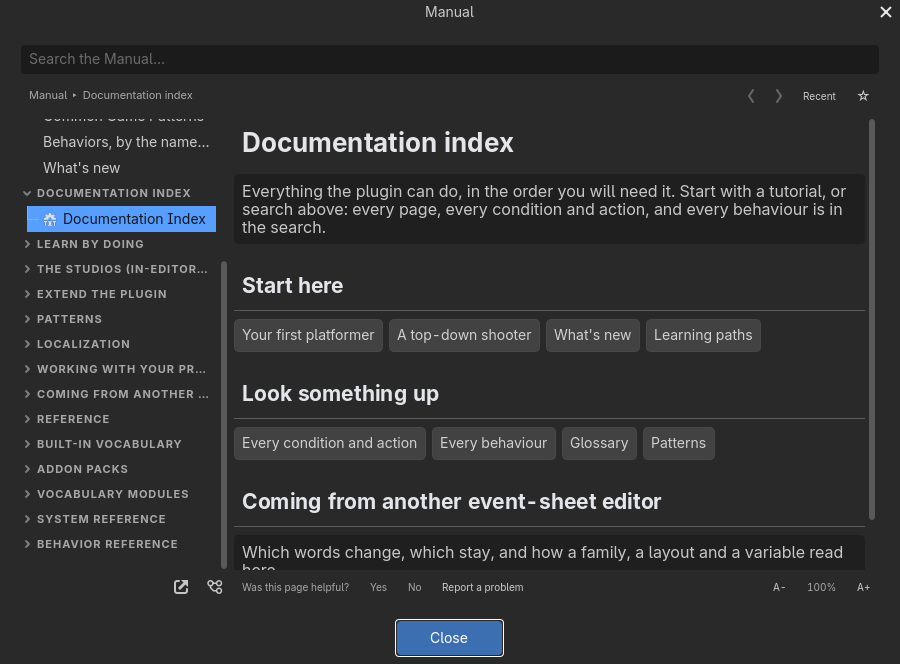 Manual
Search the Manual...
Manual ‣ Documentation index
Recent
Common Game Patterns
Behaviors, by the name...
What's new
DOCUMENTATION INDEX
Documentation Index
LEARN BY DOING
THE STUDIOS (IN-EDITOR...
EXTEND THE PLUGIN
PATTERNS
LOCALIZATION
WORKING WITH YOUR PR...
COMING FROM ANOTHER ...
REFERENCE
BUILT-IN VOCABULARY
ADDON PACKS
VOCABULARY MODULES
SYSTEM REFERENCE
BEHAVIOR REFERENCE
Documentation index
Everything the plugin can do, in the order you will need it. Start with a tutorial, or
search above: every page, every condition and action, and every behaviour is in
the search.
Start here
Your first platformer
A top-down shooter
What's new
Learning paths
Look something up
Every condition and action
Every behaviour
Glossary
Patterns
Coming from another event-sheet editor
Which words change, which stay, and how a family, a layout and a variable read
here.
Was this page helpful?
Yes
No
Report a problem
A-
100%
A+
Close